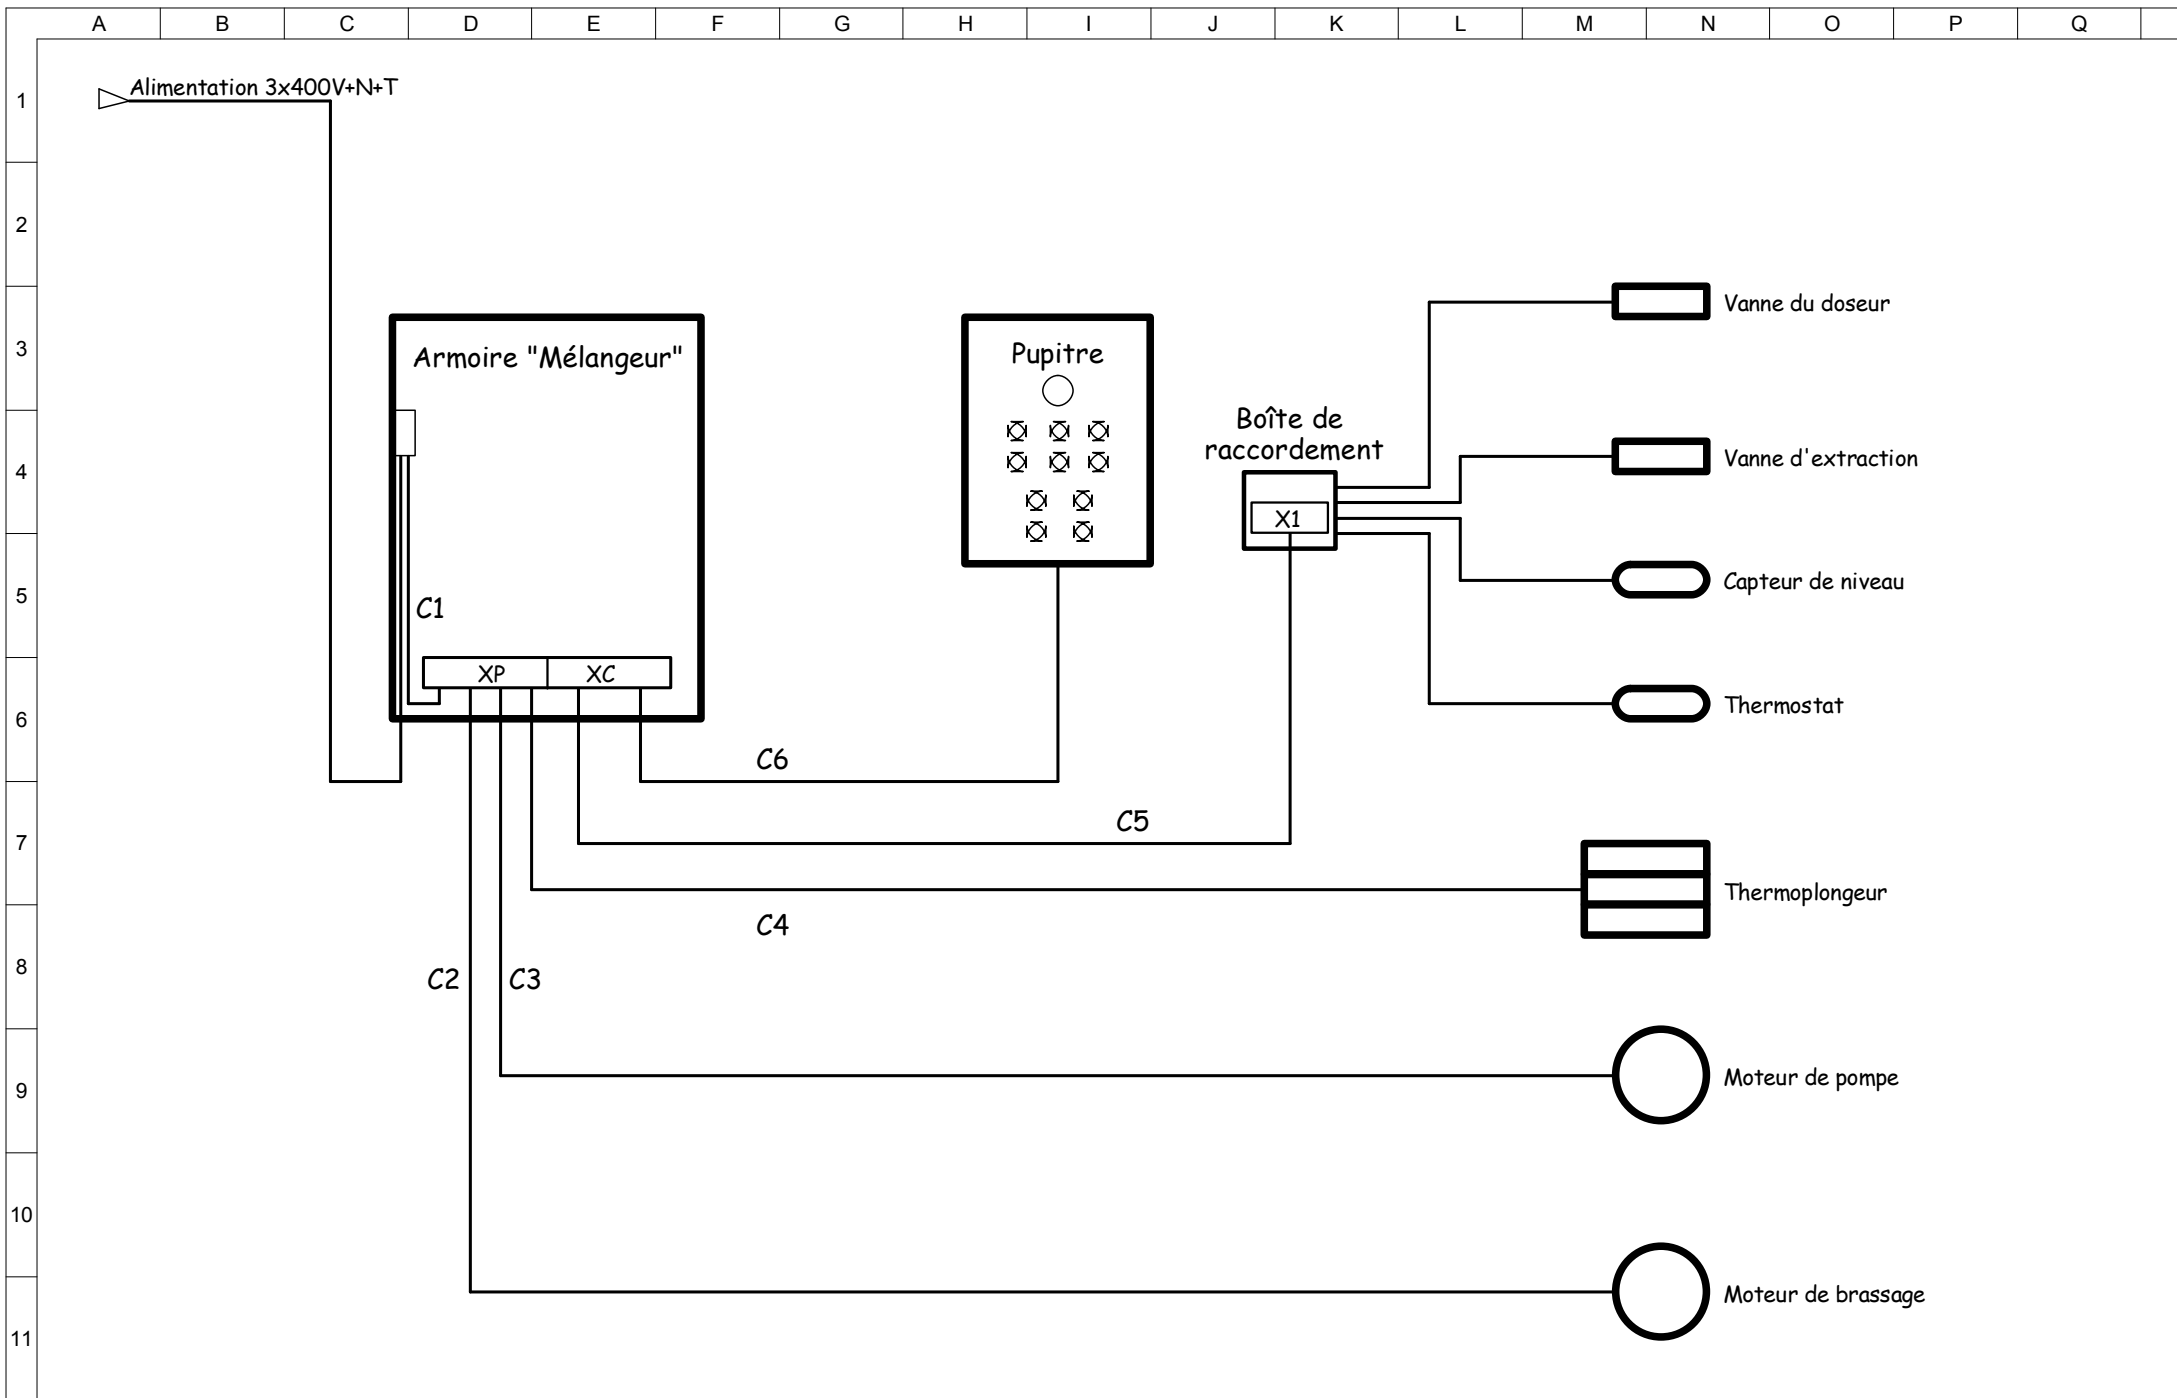 A B C D E F G H I J K L M N O P Q
1
Alimentation 3x400V+N+T
2
3
Armoire "Mélangeur"
Pupitre
Vanne du doseur
Boîte de
raccordement
4
Vanne d'extraction
X1
5
C1
Capteur de niveau
XP
XC
6
Thermostat
C6
C5
7
Thermoplongeur
C4
8
C2
C3
9
Moteur de pompe
10
Moteur de brassage
11